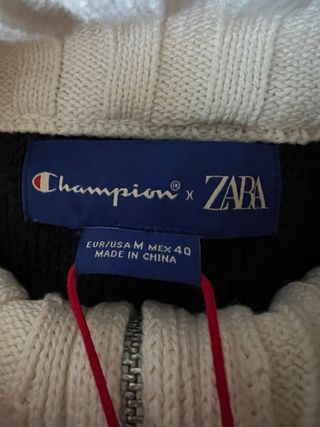 Champion® x ZARA
EUR/USA M MEX 40
MADE IN CHINA